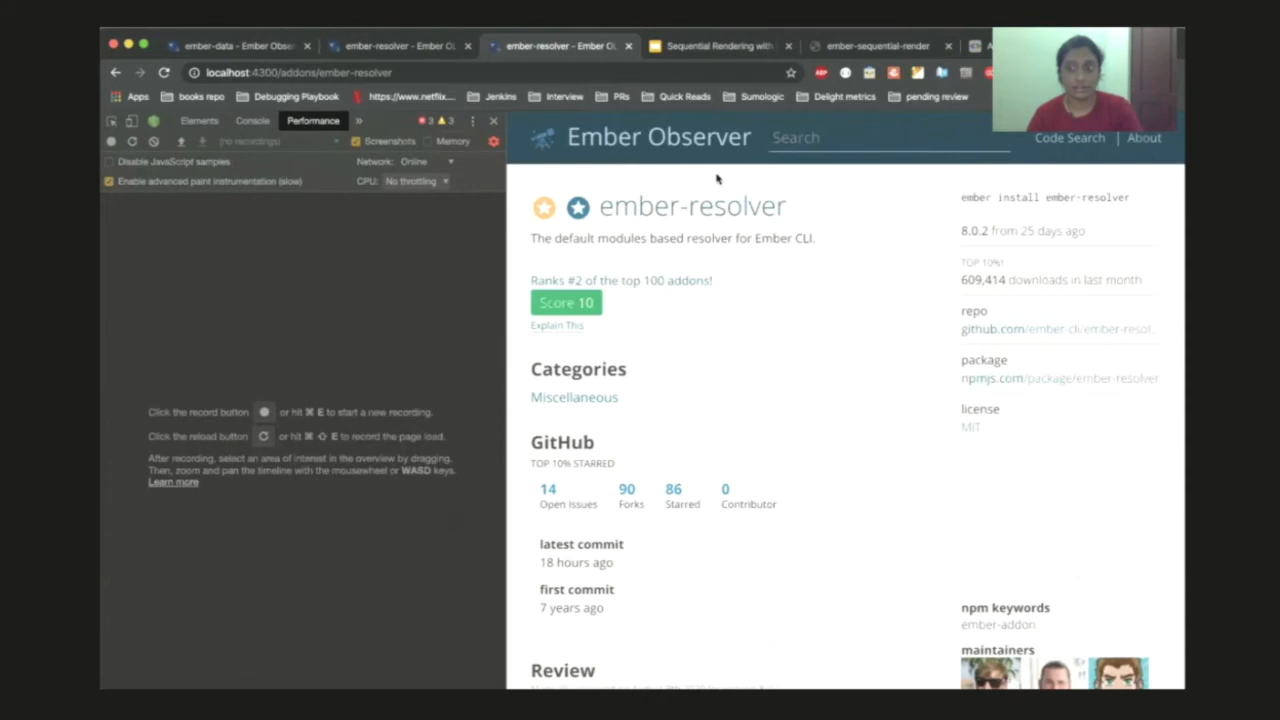 ember-data - Ember Obse
ember-resolver - Ember O
ember-resolver - Ember O
Sequential Rendering with
ember-sequential-render
localhost:4300/addons/ember-resolver
ABP
Apps
books repo
Debugging Playbook
https://www.netflix....
Jenkins
Interview
PRs
Quick Reads
Sumologic
Delight metrics
pending review
Elements
Console
Performance
»
3
3
(no recordings)
Screenshots
Memory
Disable JavaScript samples
Network: Online
Enable advanced paint instrumentation (slow)
CPU: No throttling
Click the record button or hit ⌘ E to start a new recording.
Click the reload button or hit ⌘ ⇧ E to record the page load.
After recording, select an area of interest in the overview by dragging.
Then, zoom and pan the timeline with the mousewheel or WASD keys.
Learn more
Ember Observer
Search
Code Search | About
ember-resolver
The default modules based resolver for Ember CLI.
Ranks #2 of the top 100 addons!
Score 10
Explain This
Categories
Miscellaneous
GitHub
TOP 10% STARRED
14 90 86 0
Open Issues Forks Starred Contributor
latest commit
18 hours ago
first commit
7 years ago
Review
ember install ember-resolver
8.0.2 from 25 days ago
TOP 10%!
609,414 downloads in last month
repo
github.com/ember-cli/ember-resol...
package
npmjs.com/package/ember-resolver
license
MIT
npm keywords
ember-addon
maintainers